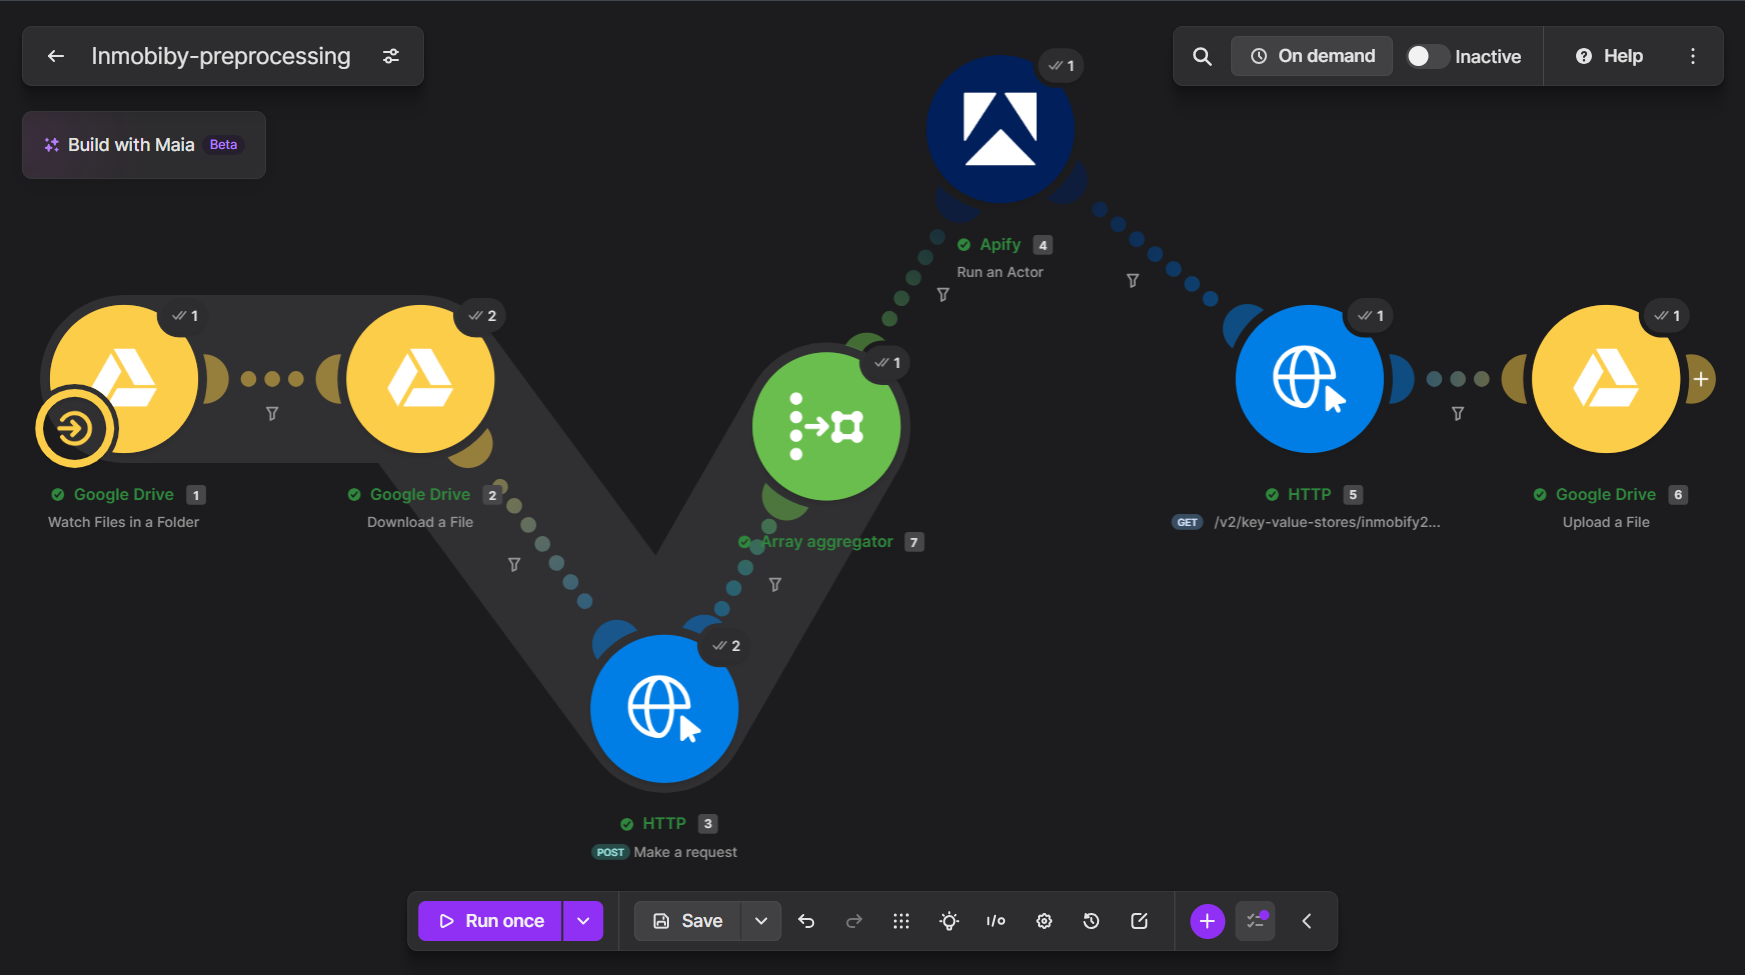 Inmobiby-preprocessing
On demand
Inactive
Help
Build with Maia Beta
1
Apify 4
Run an Actor
1
Google Drive 1
Watch Files in a Folder
2
Google Drive 2
Download a File
1
Array aggregator 7
2
HTTP 3
POST Make a request
1
HTTP 5
GET /v2/key-value-stores/inmobify2...
1
Google Drive 6
Upload a File
Run once
Save